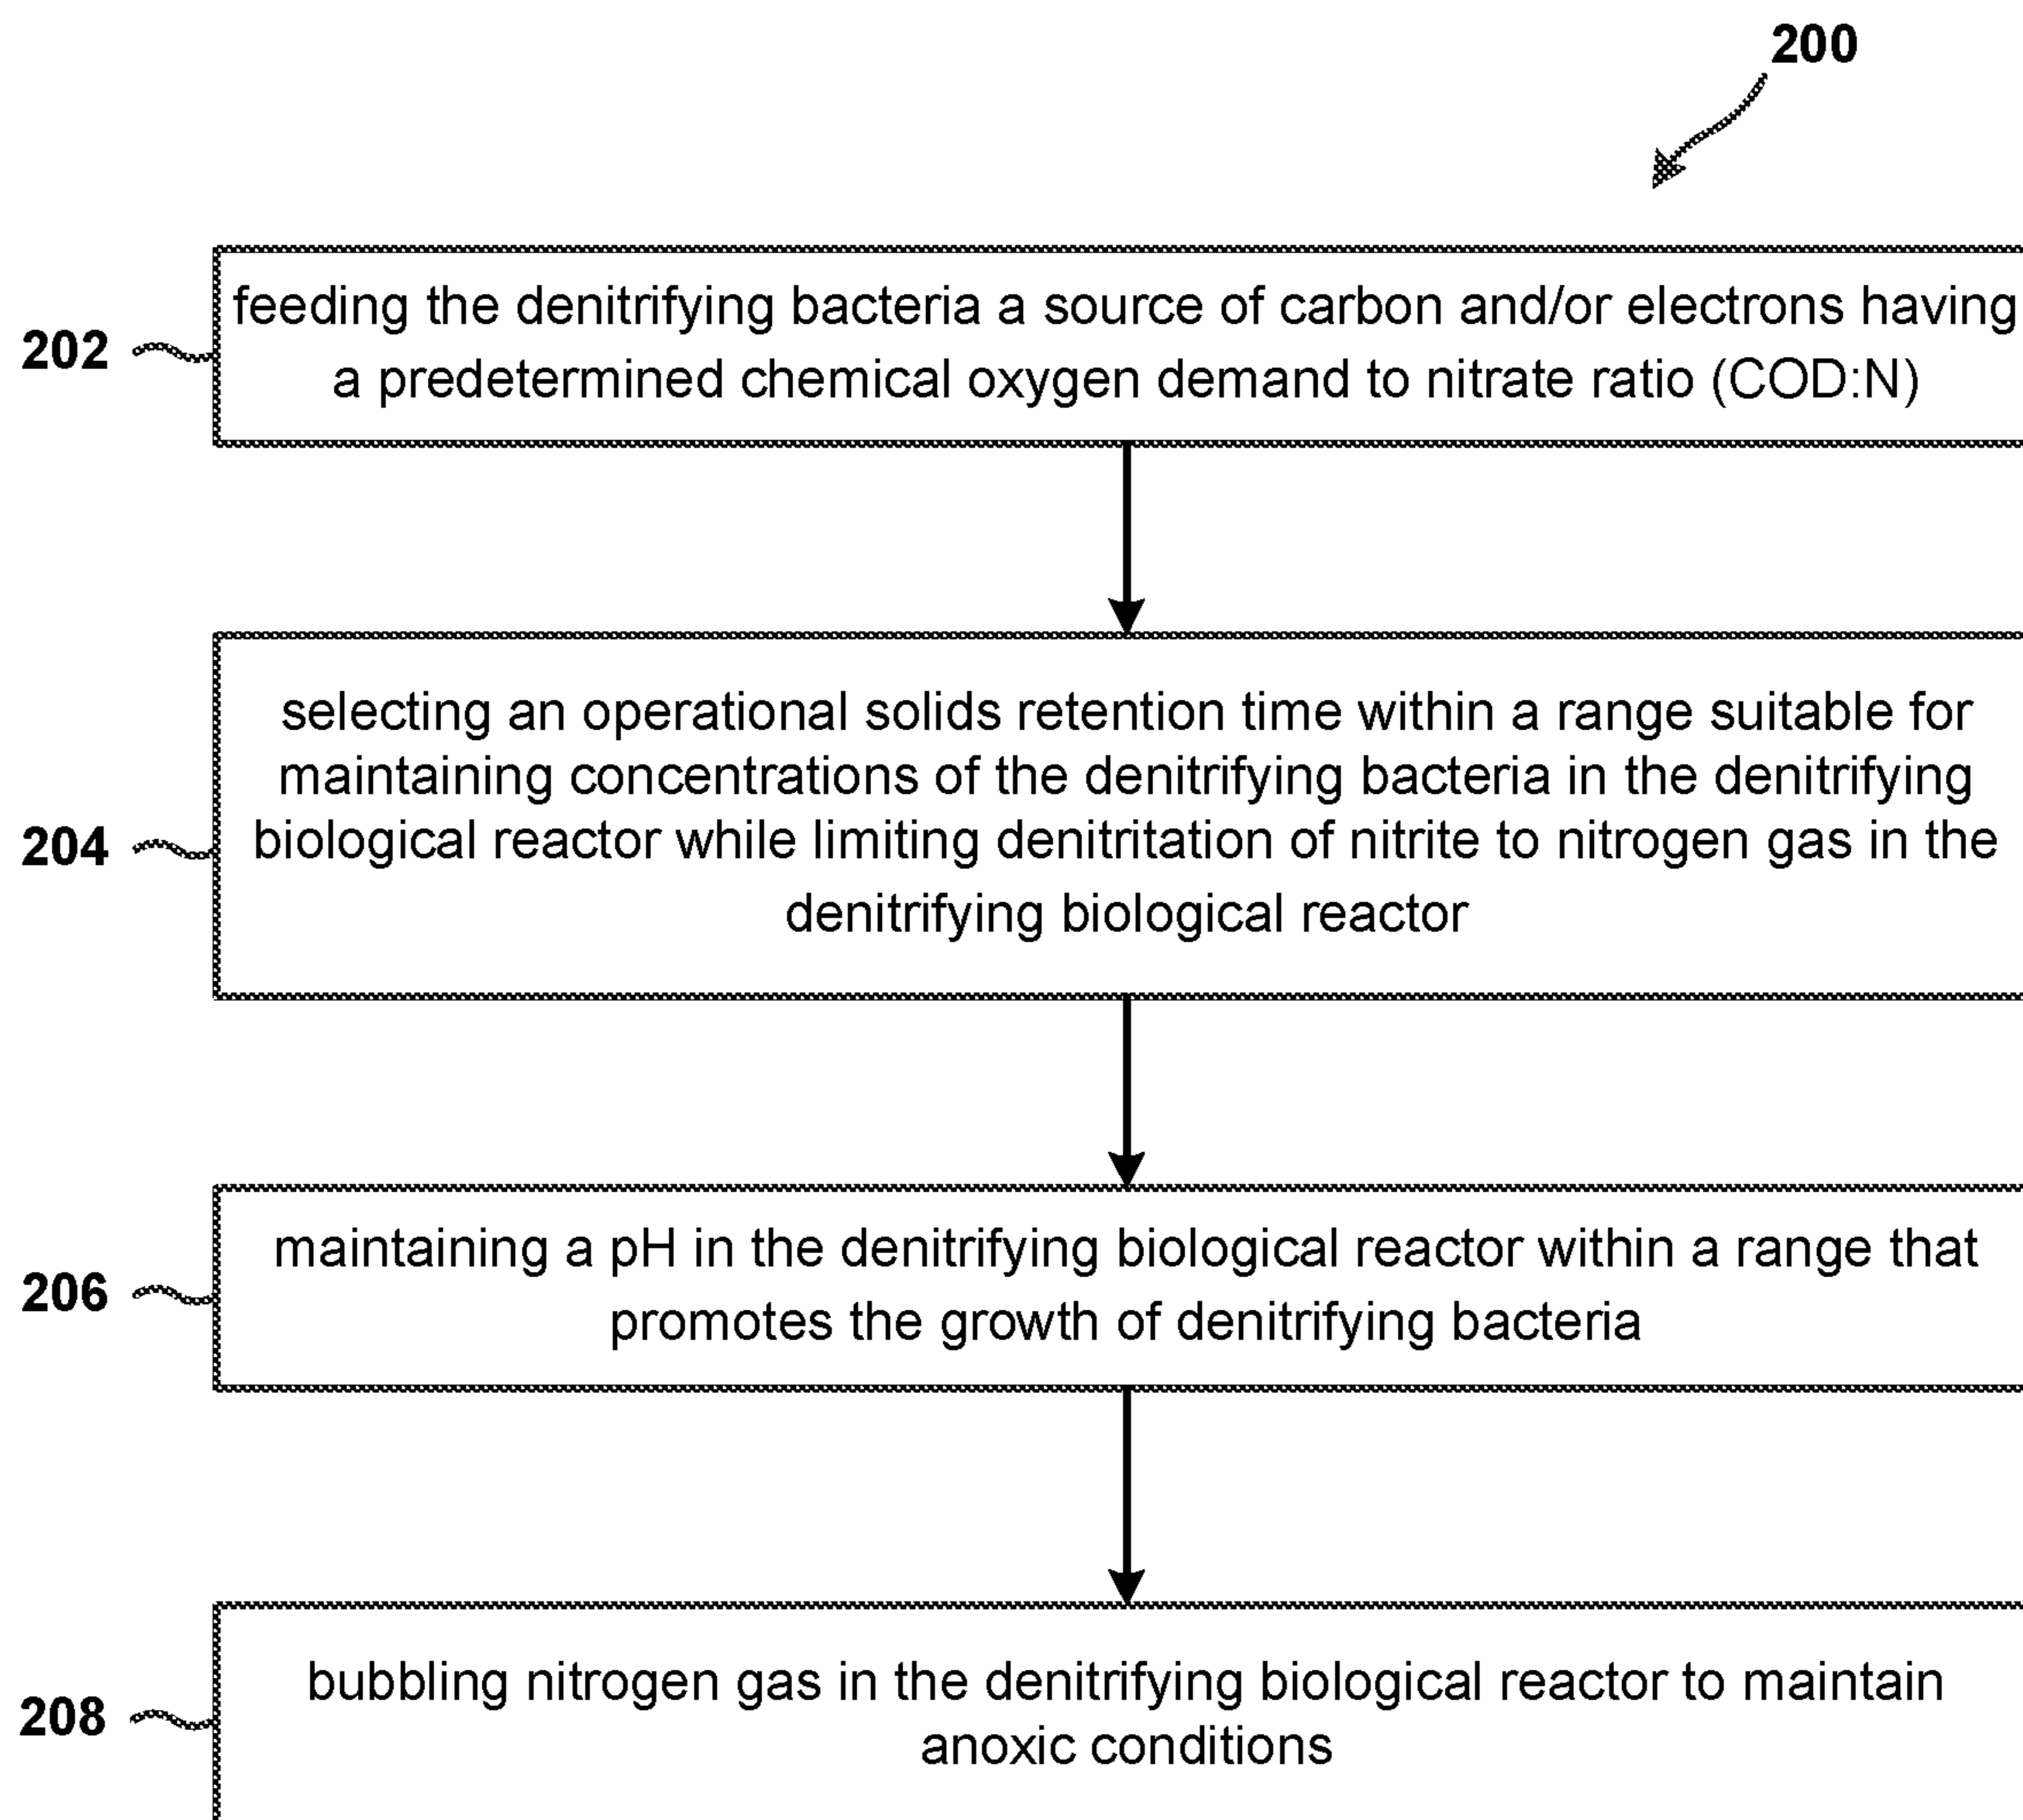 200
202
feeding the denitrifying bacteria a source of carbon and/or electrons having
a predetermined chemical oxygen demand to nitrate ratio (COD:N)
204
selecting an operational solids retention time within a range suitable for
maintaining concentrations of the denitrifying bacteria in the denitrifying
biological reactor while limiting denitritation of nitrite to nitrogen gas in the
denitrifying biological reactor
206
maintaining a pH in the denitrifying biological reactor within a range that
promotes the growth of denitrifying bacteria
208
bubbling nitrogen gas in the denitrifying biological reactor to maintain
anoxic conditions